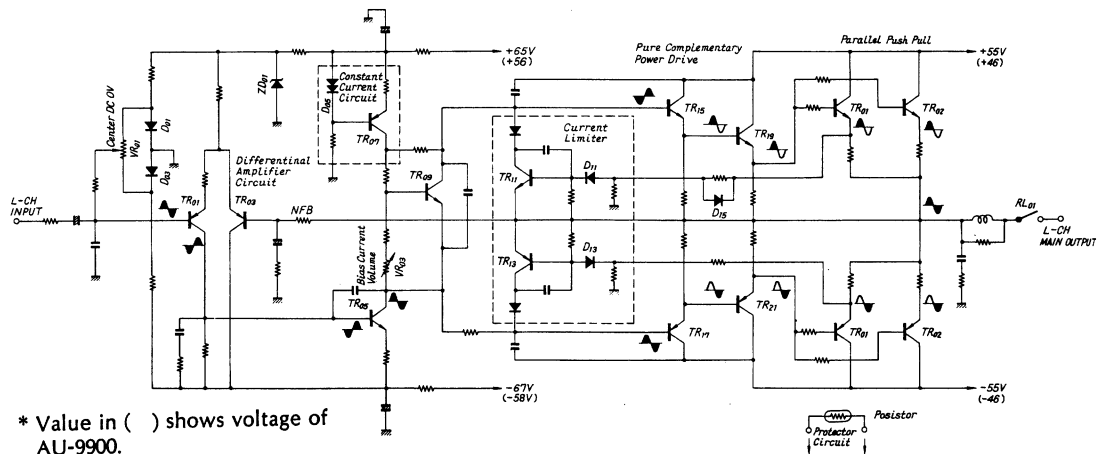 +65V
(+56)
Pure Complementary
Power Drive
Parallel Push Pull
+55V
(+46)
Constant
Current
Circuit
ZD01
D05
TR07
Center DC 0V
VR01
D01
D03
Differentinal
Amplifier
Circuit
TR15
TR19
TR01
TR02
Current
Limiter
TR09
TR11
D11
D15
L-CH
INPUT
TR01
TR03
NFB
RL01
L-CH
MAIN OUTPUT
Bias Current
Volume
VR03
TR13
D13
TR05
TR17
TR21
TR01
TR02
-67V
(-58V)
-55V
(-46)
* Value in ( ) shows voltage of
AU-9900.
Posistor
Protector
Circuit